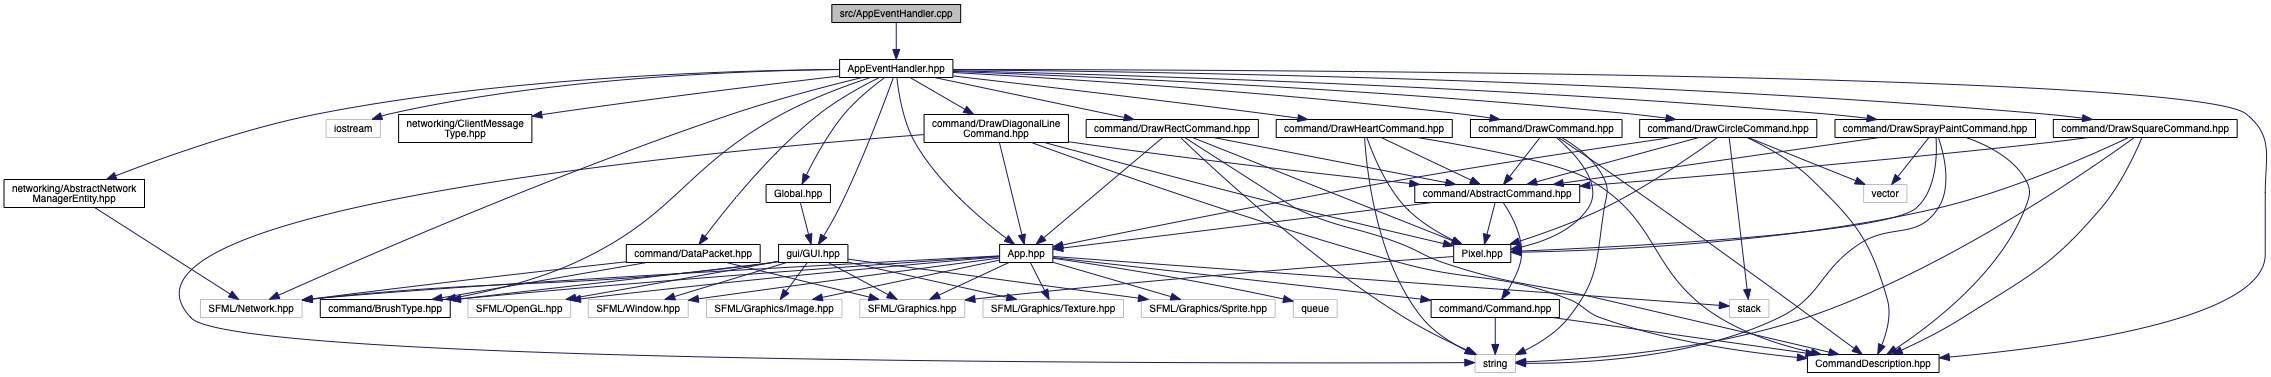 src/AppEventHandler.cpp
AppEventHandler.hpp
iostream
networking/ClientMessage
Type.hpp
command/DrawDiagonalLine
Command.hpp
command/DrawRectCommand.hpp
command/DrawHeartCommand.hpp
command/DrawCommand.hpp
command/DrawCircleCommand.hpp
command/DrawSprayPaintCommand.hpp
command/DrawSquareCommand.hpp
networking/AbstractNetwork
ManagerEntity.hpp
Global.hpp
command/AbstractCommand.hpp
vector
command/DataPacket.hpp
gui/GUI.hpp
App.hpp
Pixel.hpp
SFML/Network.hpp
command/BrushType.hpp
SFML/OpenGL.hpp
SFML/Window.hpp
SFML/Graphics/Image.hpp
SFML/Graphics.hpp
SFML/Graphics/Texture.hpp
SFML/Graphics/Sprite.hpp
queue
command/Command.hpp
stack
string
CommandDescription.hpp